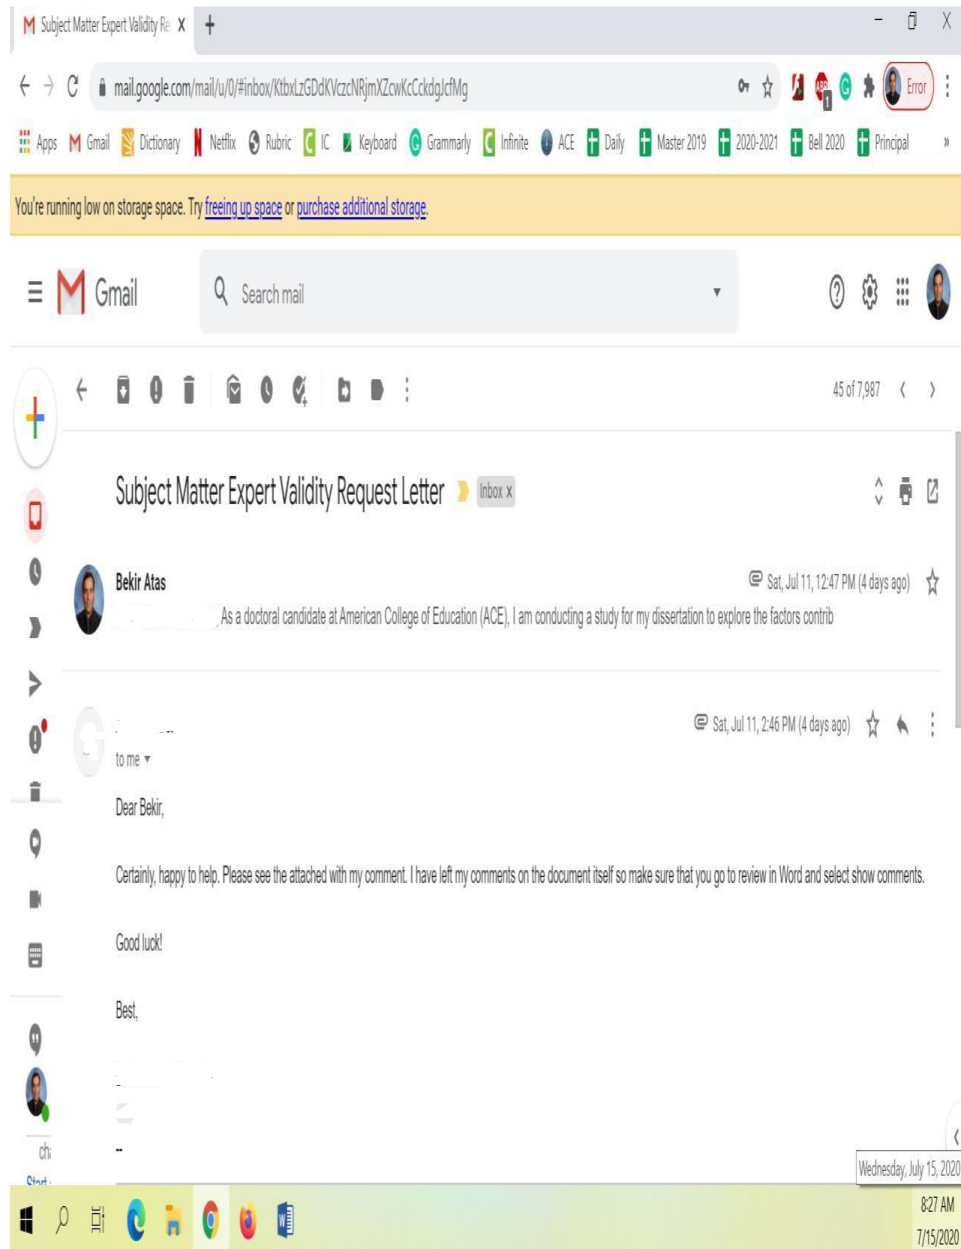 Subject Matter Expert Validity Re
mail.google.com/mail/u/0/#inbox/KtbxLzGDdKVczcNRjmXZcwKcCckdgJcfMg
ABP 1 Error
Apps Gmail Dictionary Netflix Rubric IC Keyboard Grammarly Infinite ACE Daily Master 2019 2020-2021 Bell 2020 Principal »
You're running low on storage space. Try freeing up space or purchase additional storage.
Gmail Search mail
45 of 7,987
Subject Matter Expert Validity Request Letter Inbox x
Bekir Atas Sat, Jul 11, 12:47 PM (4 days ago)
As a doctoral candidate at American College of Education (ACE), I am conducting a study for my dissertation to explore the factors contrib
Sat, Jul 11, 2:46 PM (4 days ago)
to me
Dear Bekir,
Certainly, happy to help. Please see the attached with my comment. I have left my comments on the document itself so make sure that you go to review in Word and select show comments.
Good luck!
Best,
--
Wednesday, July 15, 2020
8:27 AM
7/15/2020